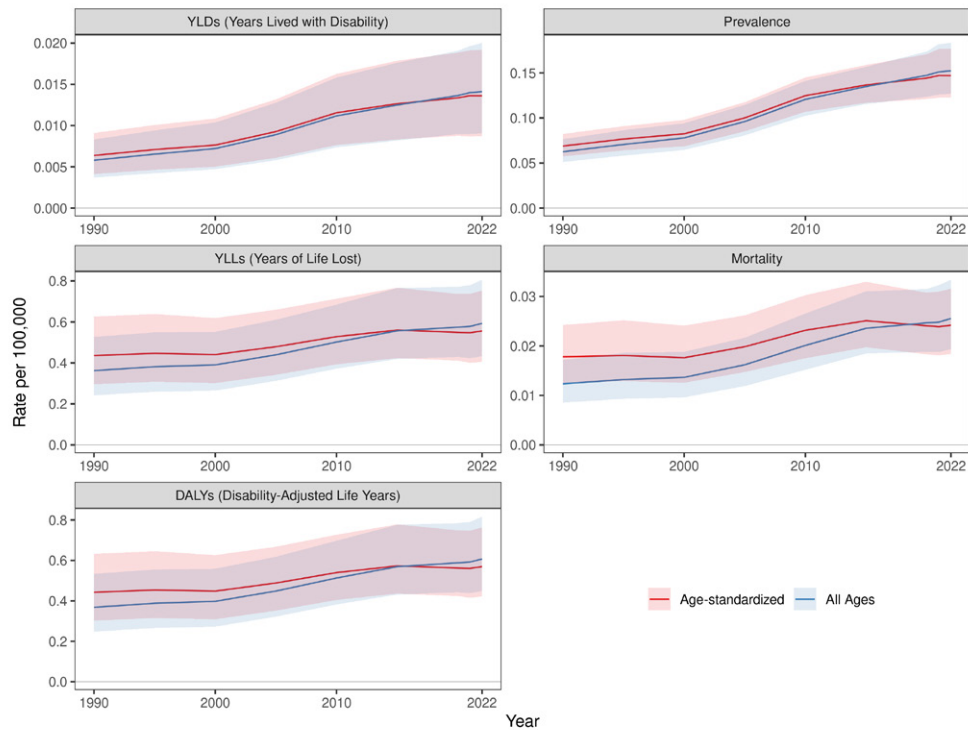 YLDs (Years Lived with Disability)
0.020
0.015
0.010
0.005
0.000
1990 2000 2010 2022
Prevalence
0.15
0.10
0.05
0.00
1990 2000 2010 2022
YLLs (Years of Life Lost)
0.8
0.6
0.4
0.2
0.0
1990 2000 2010 2022
Mortality
0.03
0.02
0.01
0.00
1990 2000 2010 2022
DALYs (Disability-Adjusted Life Years)
0.8
0.6
0.4
0.2
0.0
1990 2000 2010 2022
Rate per 100,000
Year
Age-standardized All Ages